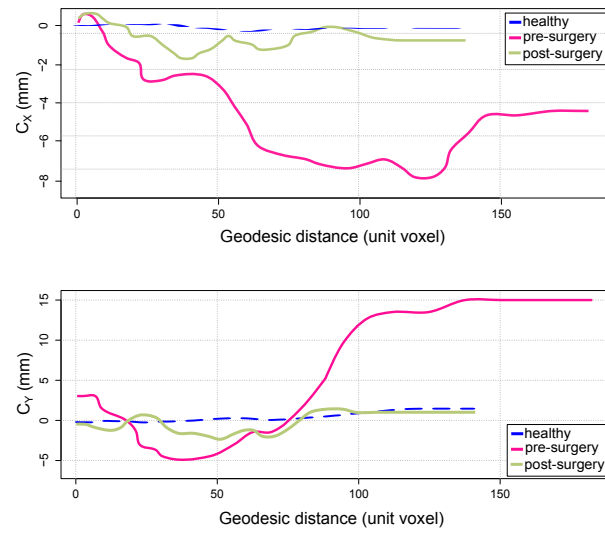 0
-2
-4
-6
-8
C_X (mm)
healthy
pre-surgery
post-surgery
0
50
100
150
Geodesic distance (unit voxel)
15
10
5
0
-5
C_Y (mm)
healthy
pre-surgery
post-surgery
0
50
100
150
Geodesic distance (unit voxel)